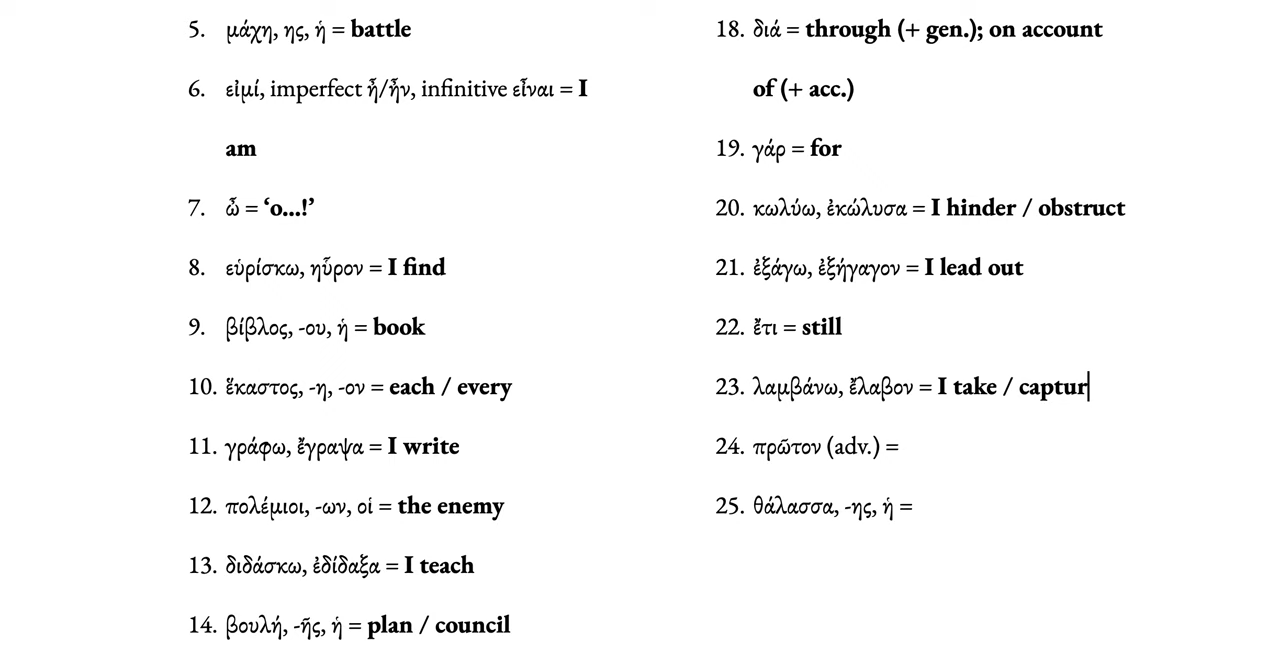 5. μάχη, ης, ἡ = battle
6. εἰμί, imperfect ἦ/ἦν, infinitive εἶναι = I
am
7. ὦ = ‘o...!’
8. εὑρίσκω, ηὗρον = I find
9. βίβλος, -ου, ἡ = book
10. ἕκαστος, -η, -ον = each / every
11. γράφω, ἔγραψα = I write
12. πολέμιοι, -ων, οἱ = the enemy
13. διδάσκω, ἐδίδαξα = I teach
14. βουλή, -ῆς, ἡ = plan / council
18. διά = through (+ gen.); on account
of (+ acc.)
19. γάρ = for
20. κωλύω, ἐκώλυσα = I hinder / obstruct
21. ἐξάγω, ἐξήγαγον = I lead out
22. ἔτι = still
23. λαμβάνω, ἔλαβον = I take / captur
24. πρῶτον (adv.) =
25. θάλασσα, -ης, ἡ =